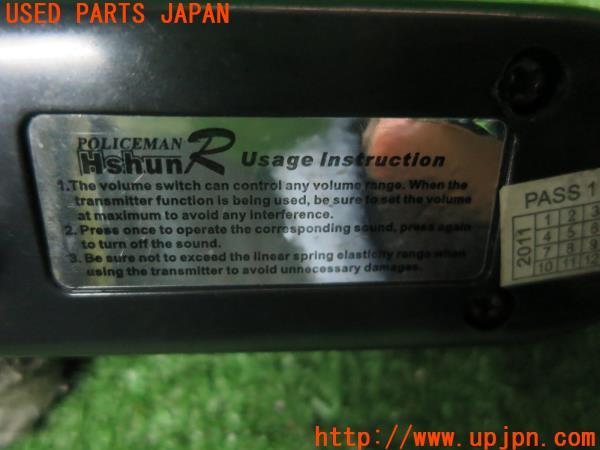 USED PARTS JAPAN
POLICEMAN
Hshun R Usage Instruction
1.The volume switch can control any volume range. When the
transmitter function is being used, be sure to set the volume
at maximum to avoid any interference.
2. Press once to operate the corresponding sound, press again
to turn off the sound.
3. Be sure not to exceed the linear spring elasticity range when
using the transmitter to avoid unnecessary damages.
PASS 1
2011
1 2 3
4 5 6
7 8 9
10 11 12
http://www.upjpn.com